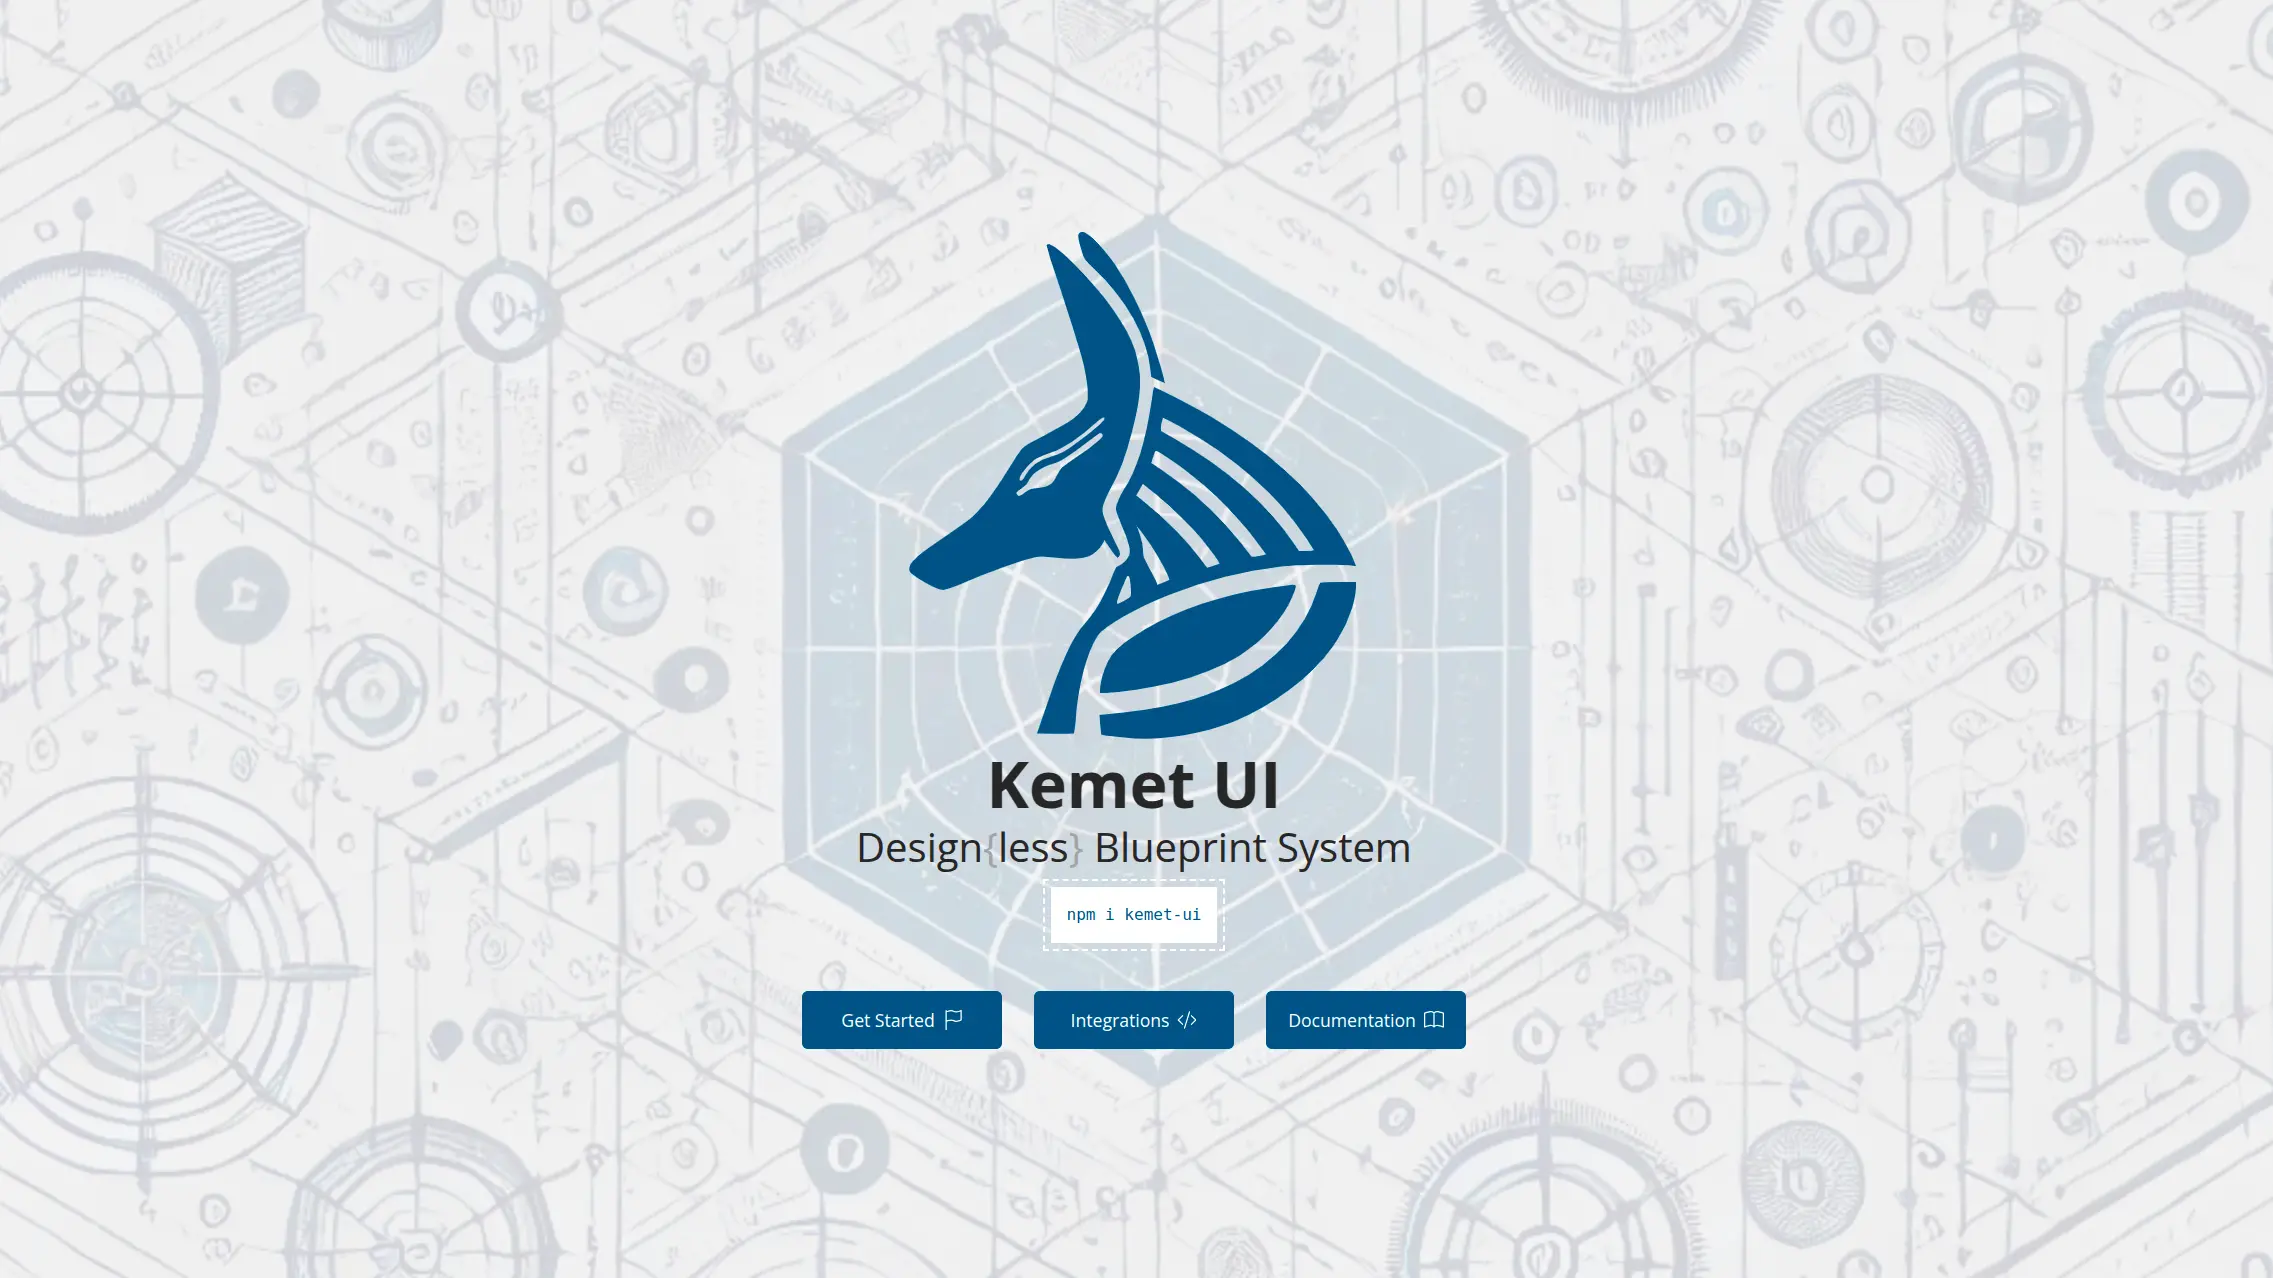 Kemet UI
Design{less} Blueprint System
npm i kemet-ui
Get Started
Integrations
Documentation